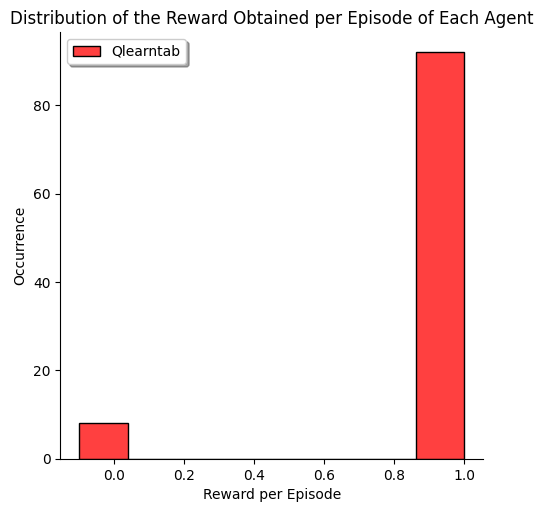 Distribution of the Reward Obtained per Episode of Each Agent
Qlearntab
Occurrence
80
60
40
20
0
0.0 0.2 0.4 0.6 0.8 1.0
Reward per Episode